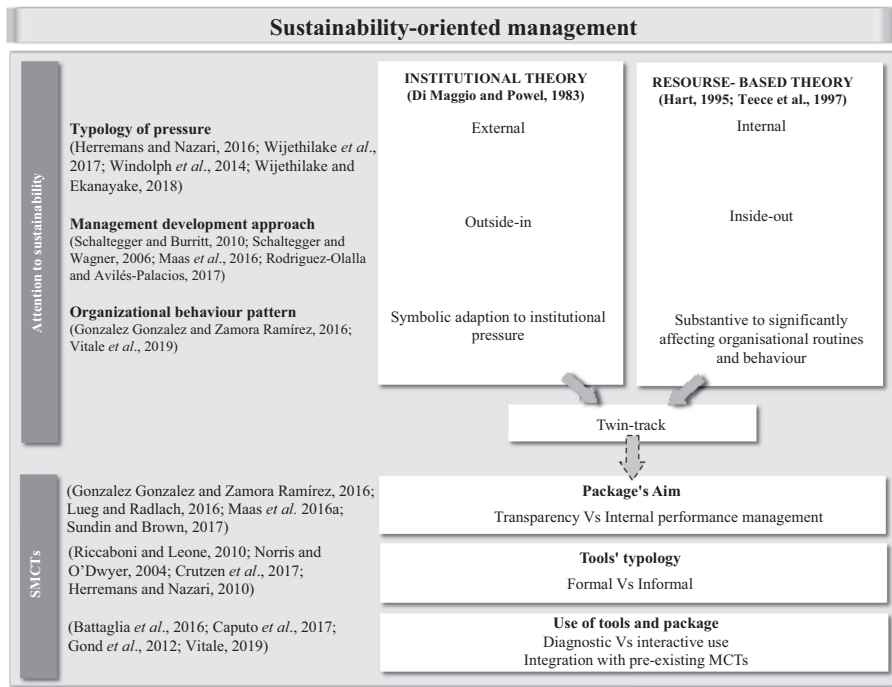 Sustainability-oriented management
Attention to sustainability
INSTITUTIONAL THEORY
(Di Maggio and Powel, 1983)
RESOURSE- BASED THEORY
(Hart, 1995; Teece et al., 1997)
Typology of pressure
(Herremans and Nazari, 2016; Wijethilake et al.,
2017; Windolph et al., 2014; Wijethilake and
Ekanayake, 2018)
External
Internal
Management development approach
(Schaltegger and Burritt, 2010; Schaltegger and
Wagner, 2006; Maas et al., 2016; Rodriguez-Olalla
and Avilés-Palacios, 2017)
Outside-in
Inside-out
Organizational behaviour pattern
(Gonzalez Gonzalez and Zamora Ramírez, 2016;
Vitale et al., 2019)
Symbolic adaption to institutional
pressure
Substantive to significantly
affecting organisational routines
and behaviour
Twin-track
SMCTs
(Gonzalez Gonzalez and Zamora Ramírez, 2016;
Lueg and Radlach, 2016; Maas et al. 2016a;
Sundin and Brown, 2017)
Package's Aim
Transparency Vs Internal performance management
(Riccaboni and Leone, 2010; Norris and
O’Dwyer, 2004; Crutzen et al., 2017;
Herremans and Nazari, 2010)
Tools' typology
Formal Vs Informal
(Battaglia et al., 2016; Caputo et al., 2017;
Gond et al., 2012; Vitale, 2019)
Use of tools and package
Diagnostic Vs interactive use
Integration with pre-existing MCTs